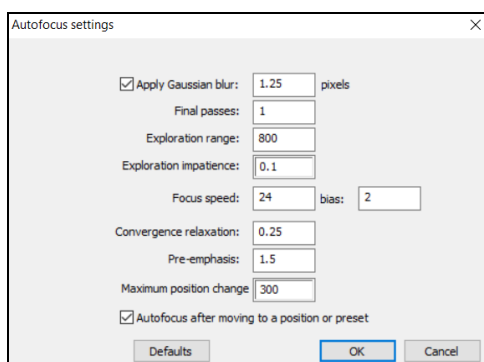 Autofocus settings
Apply Gaussian blur: 1.25 pixels
Final passes: 1
Exploration range: 800
Exploration impatience: 0.1
Focus speed: 24 bias: 2
Convergence relaxation: 0.25
Pre-emphasis: 1.5
Maximum position change 300
Autofocus after moving to a position or preset
Defaults OK Cancel